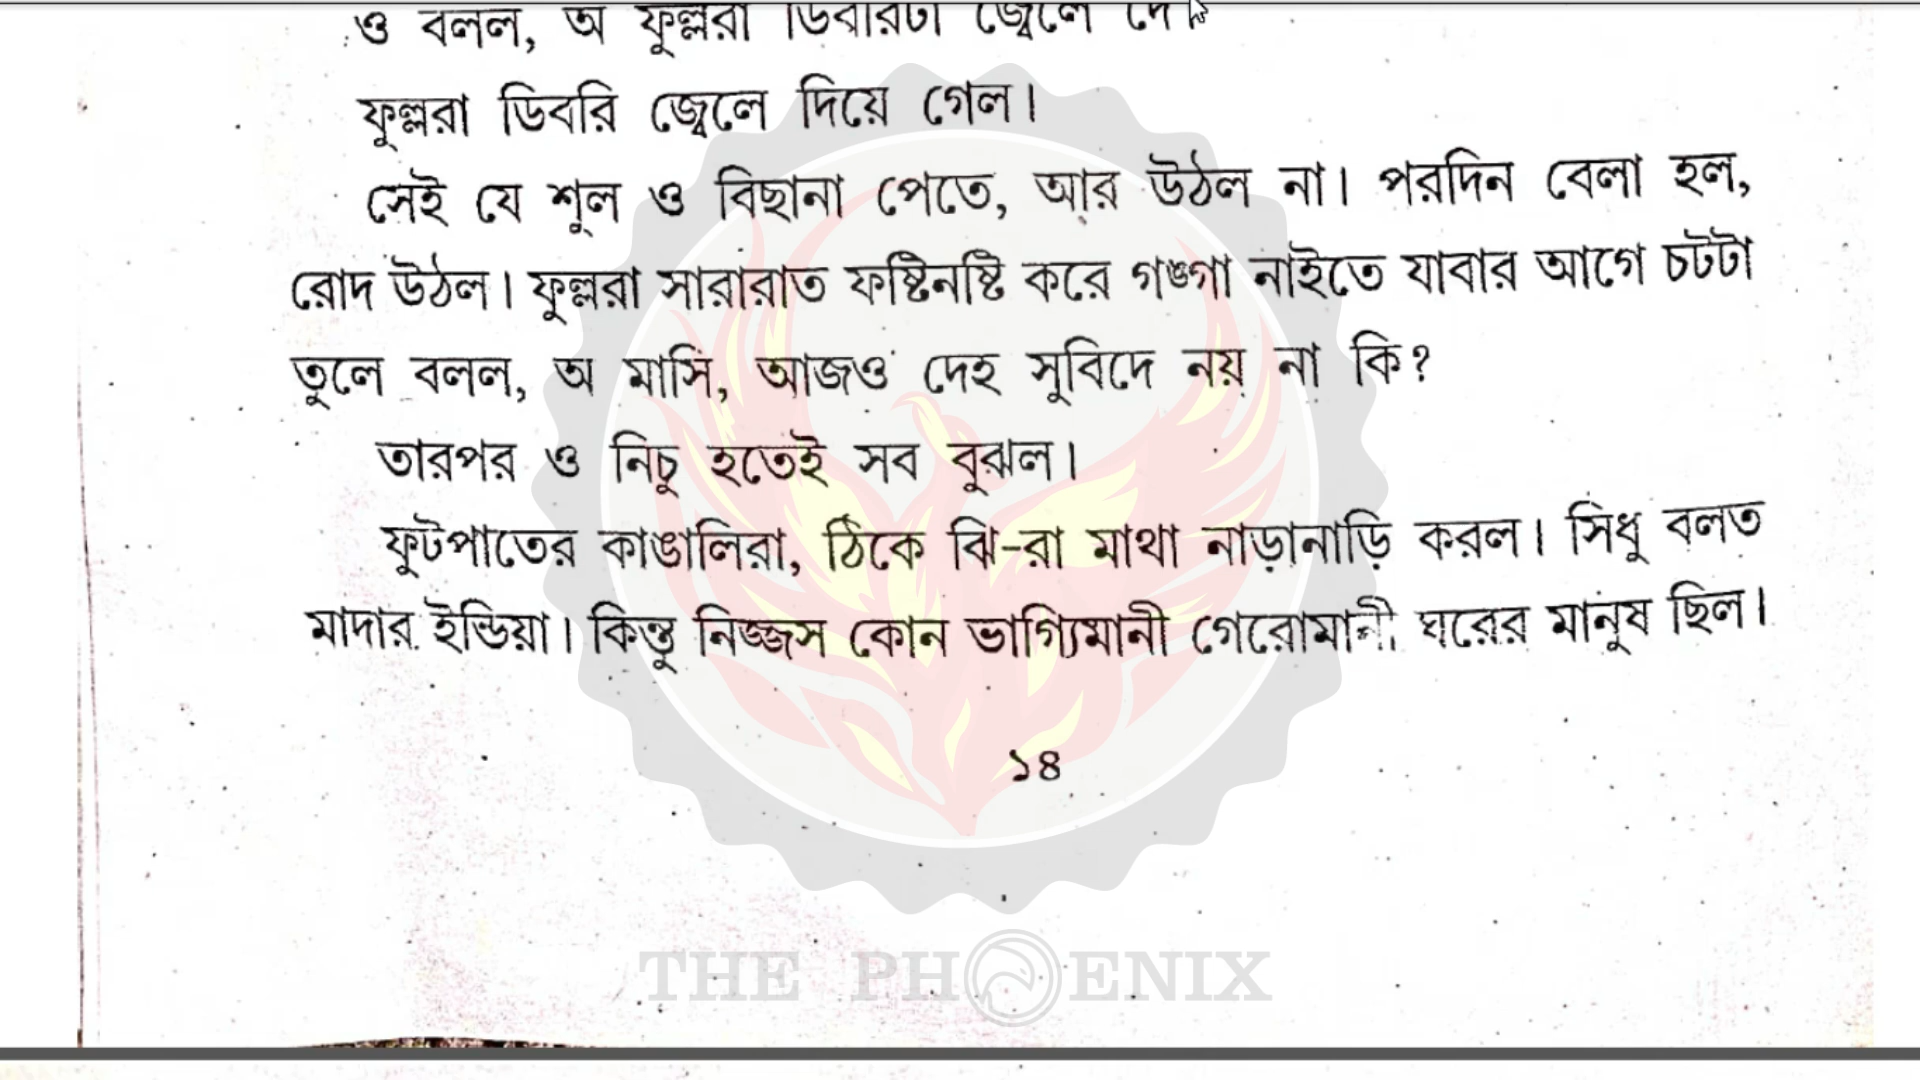 ও বলল, অ ফুল্লরা ডিবরিটা জ্বেলে দে।
ফুল্লরা ডিবরি জ্বেলে দিয়ে গেল।
সেই যে শুল ও বিছানা পেতে, আর উঠল না। পরদিন বেলা হল,
রোদ উঠল। ফুল্লরা সারারাত ফষ্টিনষ্টি করে গঙ্গা নাইতে যাবার আগে চটটা
তুলে বলল, অ মাসি, আজও দেহ সুবিদে নয় না কি?
তারপর ও নিচু হতেই সব বুঝল।
ফুটপাতের কাঙালিরা, ঠিকে ঝি-রা মাথা নাড়ানাড়ি করল। সিধু বলত
মাদার ইন্ডিয়া। কিন্তু নিজ্জস কোন ভাগ্যিমানী গেরোমানী ঘরের মানুষ ছিল।
১৪
THE PHOENIX